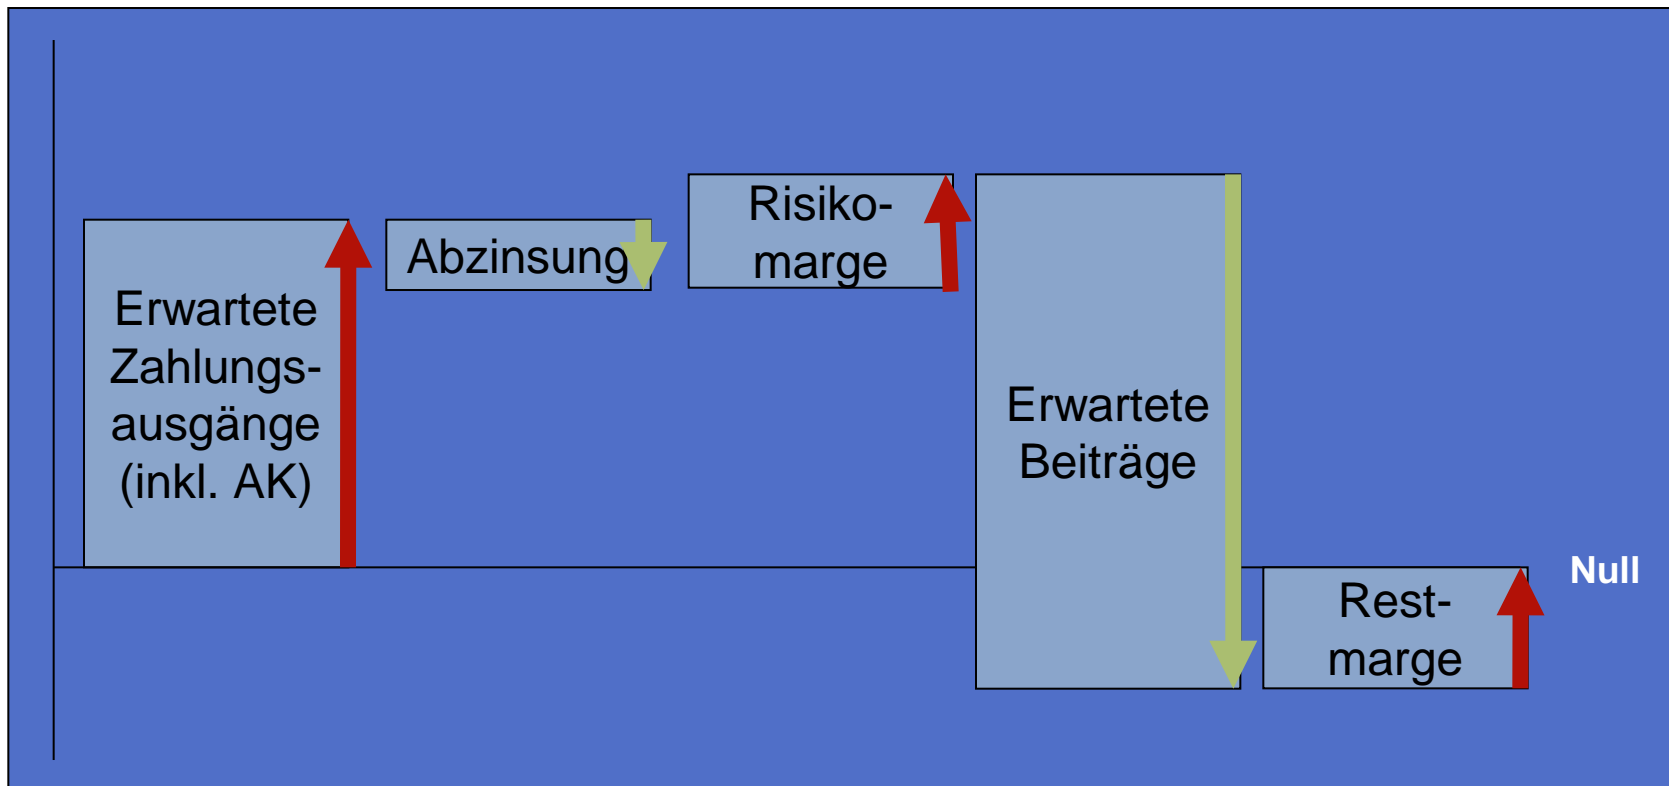 Erwartete
Zahlungs-
ausgänge
(inkl. AK)
Abzinsung
Risiko-
marge
Erwartete
Beiträge
Rest-
marge
Null